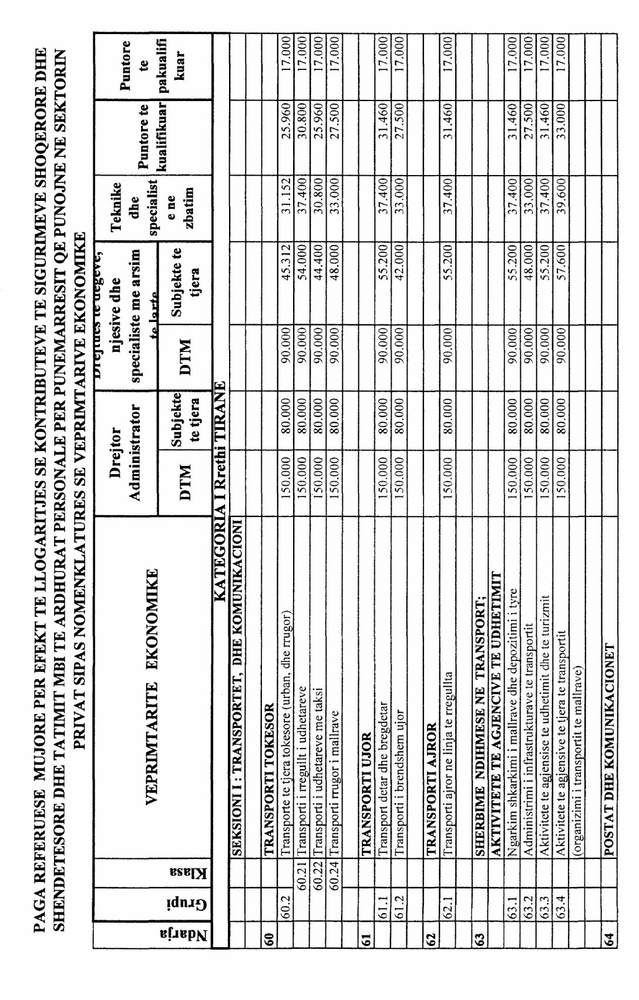 PAGA REFERUESE MUJORE PER EFEKT TE LLOGARITJES SE KONTRIBUTEVE TE SIGURIMEVE SHOQERORE DHE
SHENDETESORE DHE TATIMIT MBI TE ARDHURAT PERSONALE PER PUNEMARRESIT QE PUNOJNE NE SEKTORIN
PRIVAT SIPAS NOMENKLATURES SE VEPRIMTARIVE EKONOMIKE
Ndarja
Grupi
Klasa
VEPRIMTARITE EKONOMIKE
Drejtor
Administrator
DTM
Subjekte
te tjera
Drejtues te degeve,
njesive dhe
specialiste me arsim
te larte
DTM
Subjekte te
tjera
Teknike
dhe
specialist
e ne
zbatim
Puntore te
kualifikuar
Puntore
te
pakualifi
kuar
KATEGORIA I Rrethi TIRANE
SEKSIONI I : TRANSPORTET, DHE KOMUNIKACIONI
60 TRANSPORTI TOKESOR
60.2 Transporte te tjera tokesore (urban, dhe rrugor) 150.000 80.000 90.000 45.312 31.152 25.960 17.000
60.21 Transporti i rregullt i udhetareve 150.000 80.000 90.000 54.000 37.400 30.800 17.000
60.22 Transporti i udhetareve me taksi 150.000 80.000 90.000 44.400 30.800 25.960 17.000
60.24 Transporti rrugor i mallrave 150.000 80.000 90.000 48.000 33.000 27.500 17.000
61 TRANSPORTI UJOR
61.1 Transport detar dhe bregdetar 150.000 80.000 90.000 55.200 37.400 31.460 17.000
61.2 Transporti i brendshem ujor 150.000 80.000 90.000 42.000 33.000 27.500 17.000
62 TRANSPORTI AJROR
62.1 Transporti ajror ne linja te rregullta 150.000 80.000 90.000 55.200 37.400 31.460 17.000
63 SHERBIME NDIHMESE NE TRANSPORT;
AKTIVITETE TE AGJENCIVE TE UDHETIMIT
63.1 Ngarkim shkarkimi i mallrave dhe depozitimi i tyre 150.000 80.000 90.000 55.200 37.400 31.460 17.000
63.2 Administrimi i infrastrukturave te transportit 150.000 80.000 90.000 48.000 33.000 27.500 17.000
63.3 Aktivitete te agjensise te udhetimit dhe te turizmit 150.000 80.000 90.000 55.200 37.400 31.460 17.000
63.4 Aktivitete te agjensive te tjera te transportit 150.000 80.000 90.000 57.600 39.600 33.000 17.000
(organizimi i transportit te mallrave)
64 POSTAT DHE KOMUNIKACIONET